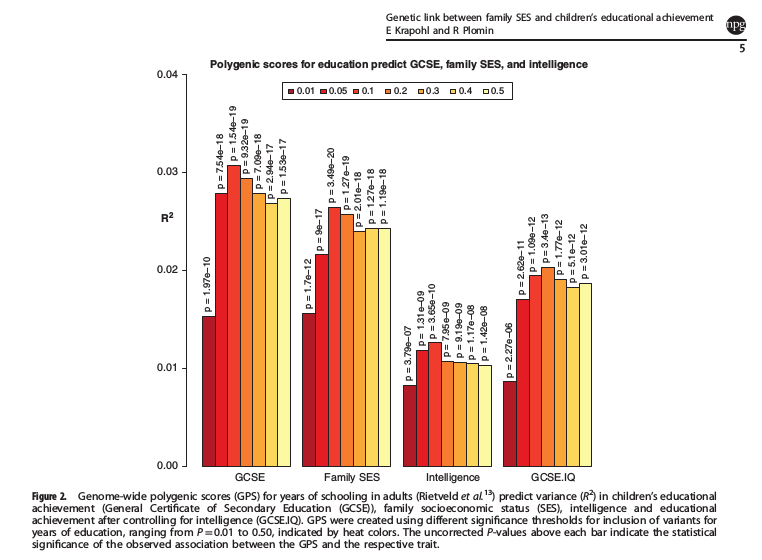 Genetic link between family SES and children's educational achievement
E Krapohl and R Plomin
npg
5
Polygenic scores for education predict GCSE, family SES, and intelligence
0.01 0.05 0.1 0.2 0.3 0.4 0.5
0.04
0.03
R²
0.02
0.01
0.00
p = 1.97e−10
p = 7.54e−18
p = 1.54e−19
p = 9.32e−19
p = 7.09e−18
p = 2.94e−17
p = 1.53e−17
p = 1.7e−12
p = 9e−17
p = 3.49e−20
p = 1.27e−19
p = 2.01e−18
p = 1.27e−18
p = 1.19e−18
p = 3.79e−07
p = 1.31e−09
p = 3.65e−10
p = 7.95e−09
p = 9.19e−09
p = 1.17e−08
p = 1.42e−08
p = 2.27e−06
p = 2.62e−11
p = 1.09e−12
p = 3.4e−13
p = 1.77e−12
p = 5.1e−12
p = 3.01e−12
GCSE Family SES Intelligence GCSE.IQ
Figure 2. Genome-wide polygenic scores (GPS) for years of schooling in adults (Rietveld et al.¹³) predict variance (R²) in children's educational
achievement (General Certificate of Secondary Education (GCSE)), family socioeconomic status (SES), intelligence and educational
achievement after controlling for intelligence (GCSE.IQ). GPS were created using different significance thresholds for inclusion of variants for
years of education, ranging from P = 0.01 to 0.50, indicated by heat colors. The uncorrected P-values above each bar indicate the statistical
significance of the observed association between the GPS and the respective trait.